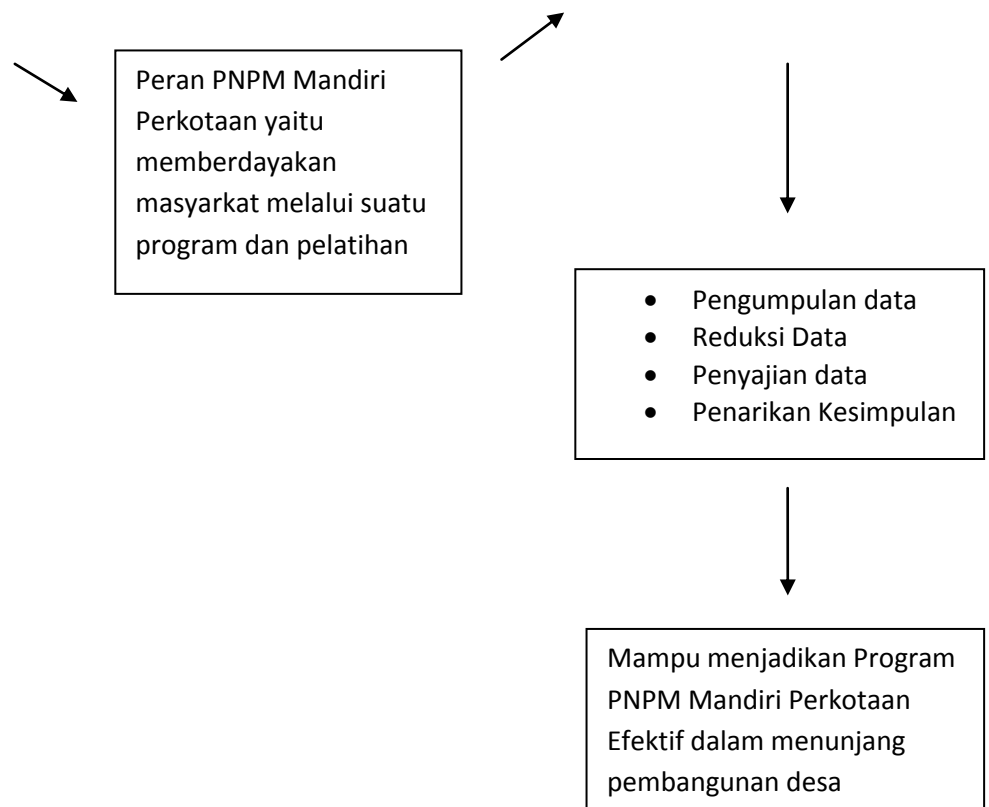 Peran PNPM Mandiri
Perkotaan yaitu
memberdayakan
masyarkat melalui suatu
program dan pelatihan
• Pengumpulan data
• Reduksi Data
• Penyajian data
• Penarikan Kesimpulan
Mampu menjadikan Program
PNPM Mandiri Perkotaan
Efektif dalam menunjang
pembangunan desa